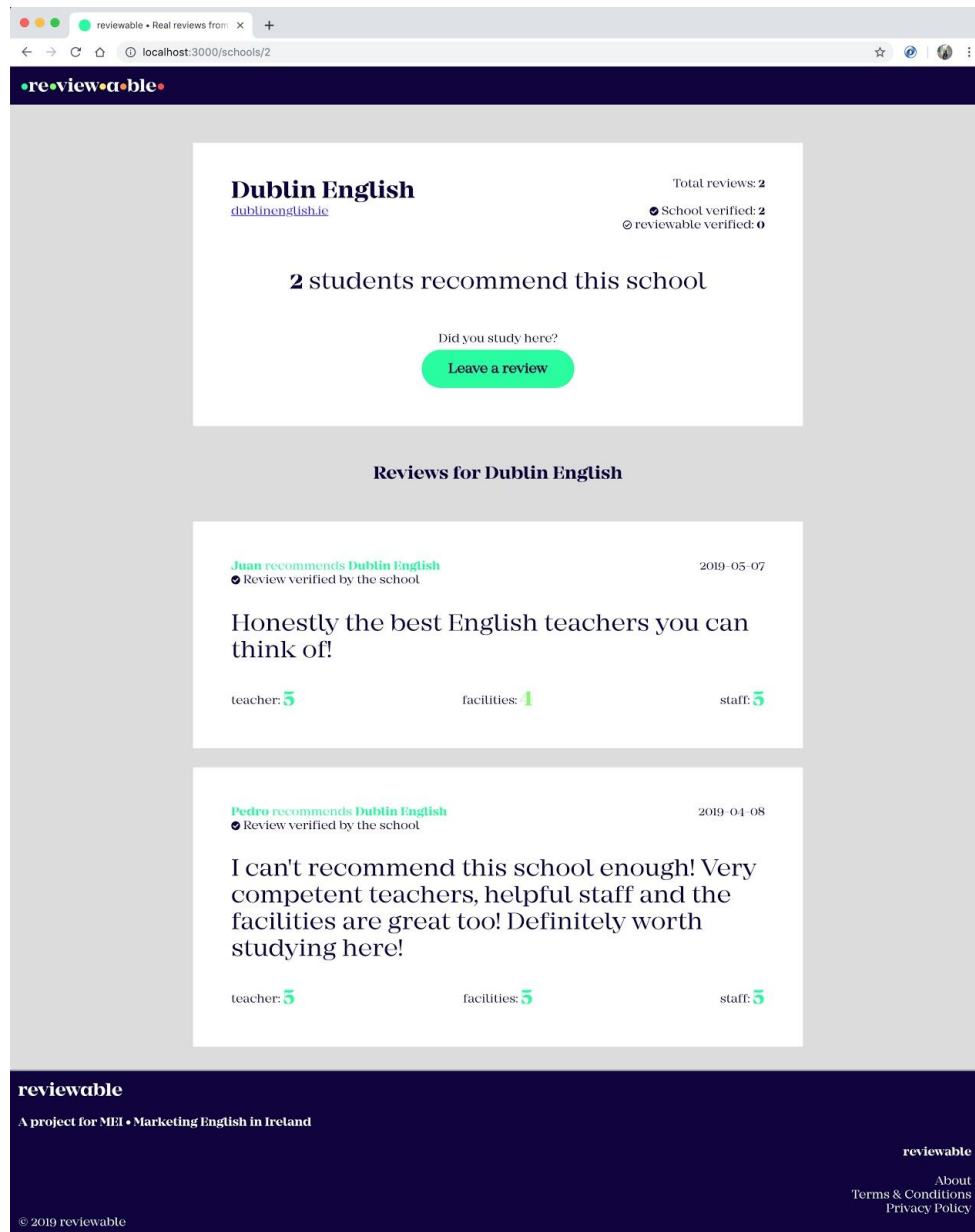 reviewable • Real reviews from
localhost:3000/schools/2
•re•view•a•ble•
Dublin English
dublinenglish.ie
Total reviews: 2
School verified: 2
reviewable verified: 0
2 students recommend this school
Did you study here?
Leave a review
Reviews for Dublin English
Juan recommends Dublin English
2019-05-07
Review verified by the school
Honestly the best English teachers you can
think of!
teacher: 5
facilities: 4
staff: 5
Pedro recommends Dublin English
2019-04-08
Review verified by the school
I can't recommend this school enough! Very
competent teachers, helpful staff and the
facilities are great too! Definitely worth
studying here!
teacher: 5
facilities: 5
staff: 5
reviewable
A project for MEI • Marketing English in Ireland
reviewable
About
Terms & Conditions
Privacy Policy
© 2019 reviewable